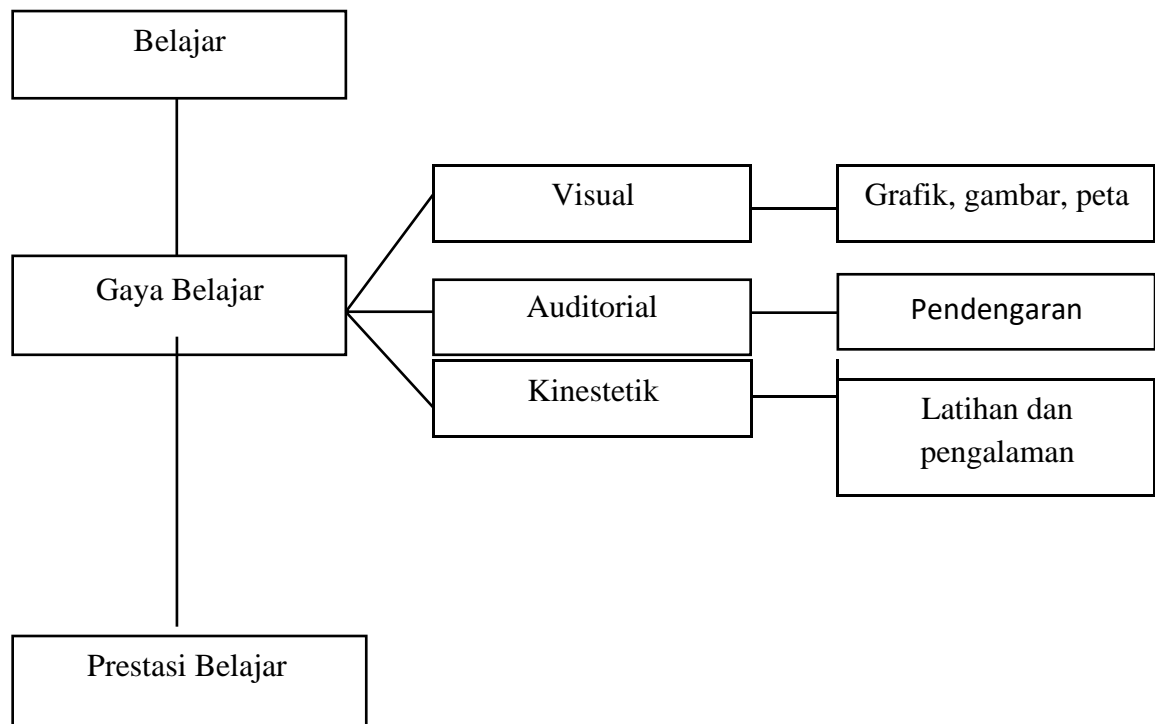 Belajar
Visual
Grafik, gambar, peta
Gaya Belajar
Auditorial
Pendengaran
Kinestetik
Latihan dan
pengalaman
Prestasi Belajar